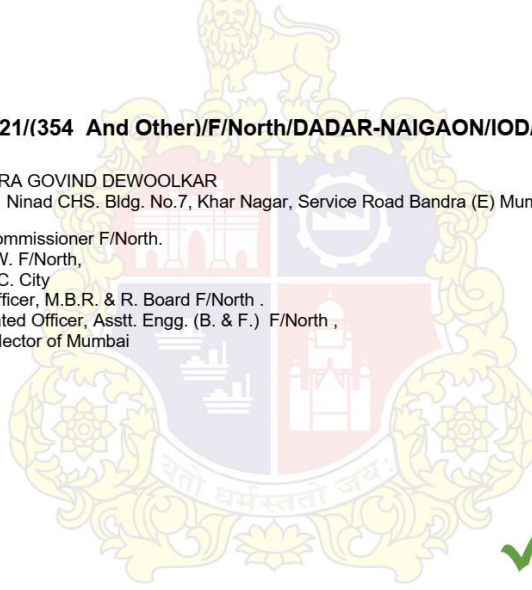 21/(354 And Other)/F/North/DADAR-NAIGAON/IOD/
RA GOVIND DEWOOLKAR
Ninad CHS. Bldg. No.7, Khar Nagar, Service Road Bandra (E) Mum
ommissioner F/North.
W. F/North,
C. City
fficer, M.B.R. & R. Board F/North .
ated Officer, Asstt. Engg. (B. & F.) F/North ,
llector of Mumbai
यतो धर्मस्ततो जयः